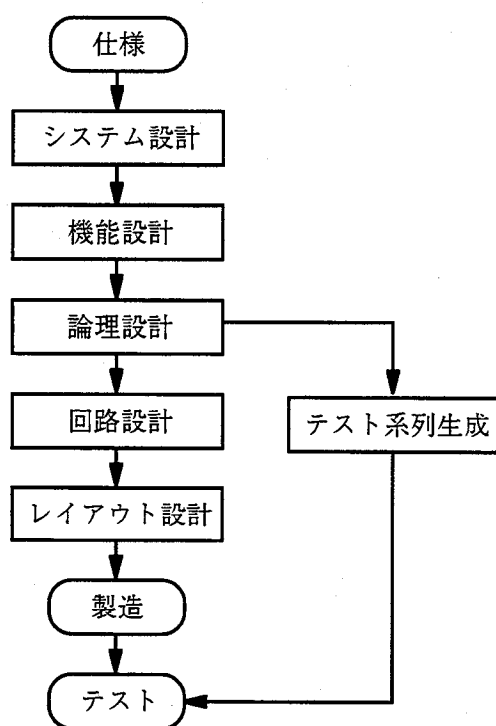 仕様
システム設計
機能設計
論理設計
回路設計
テスト系列生成
レイアウト設計
製造
テスト